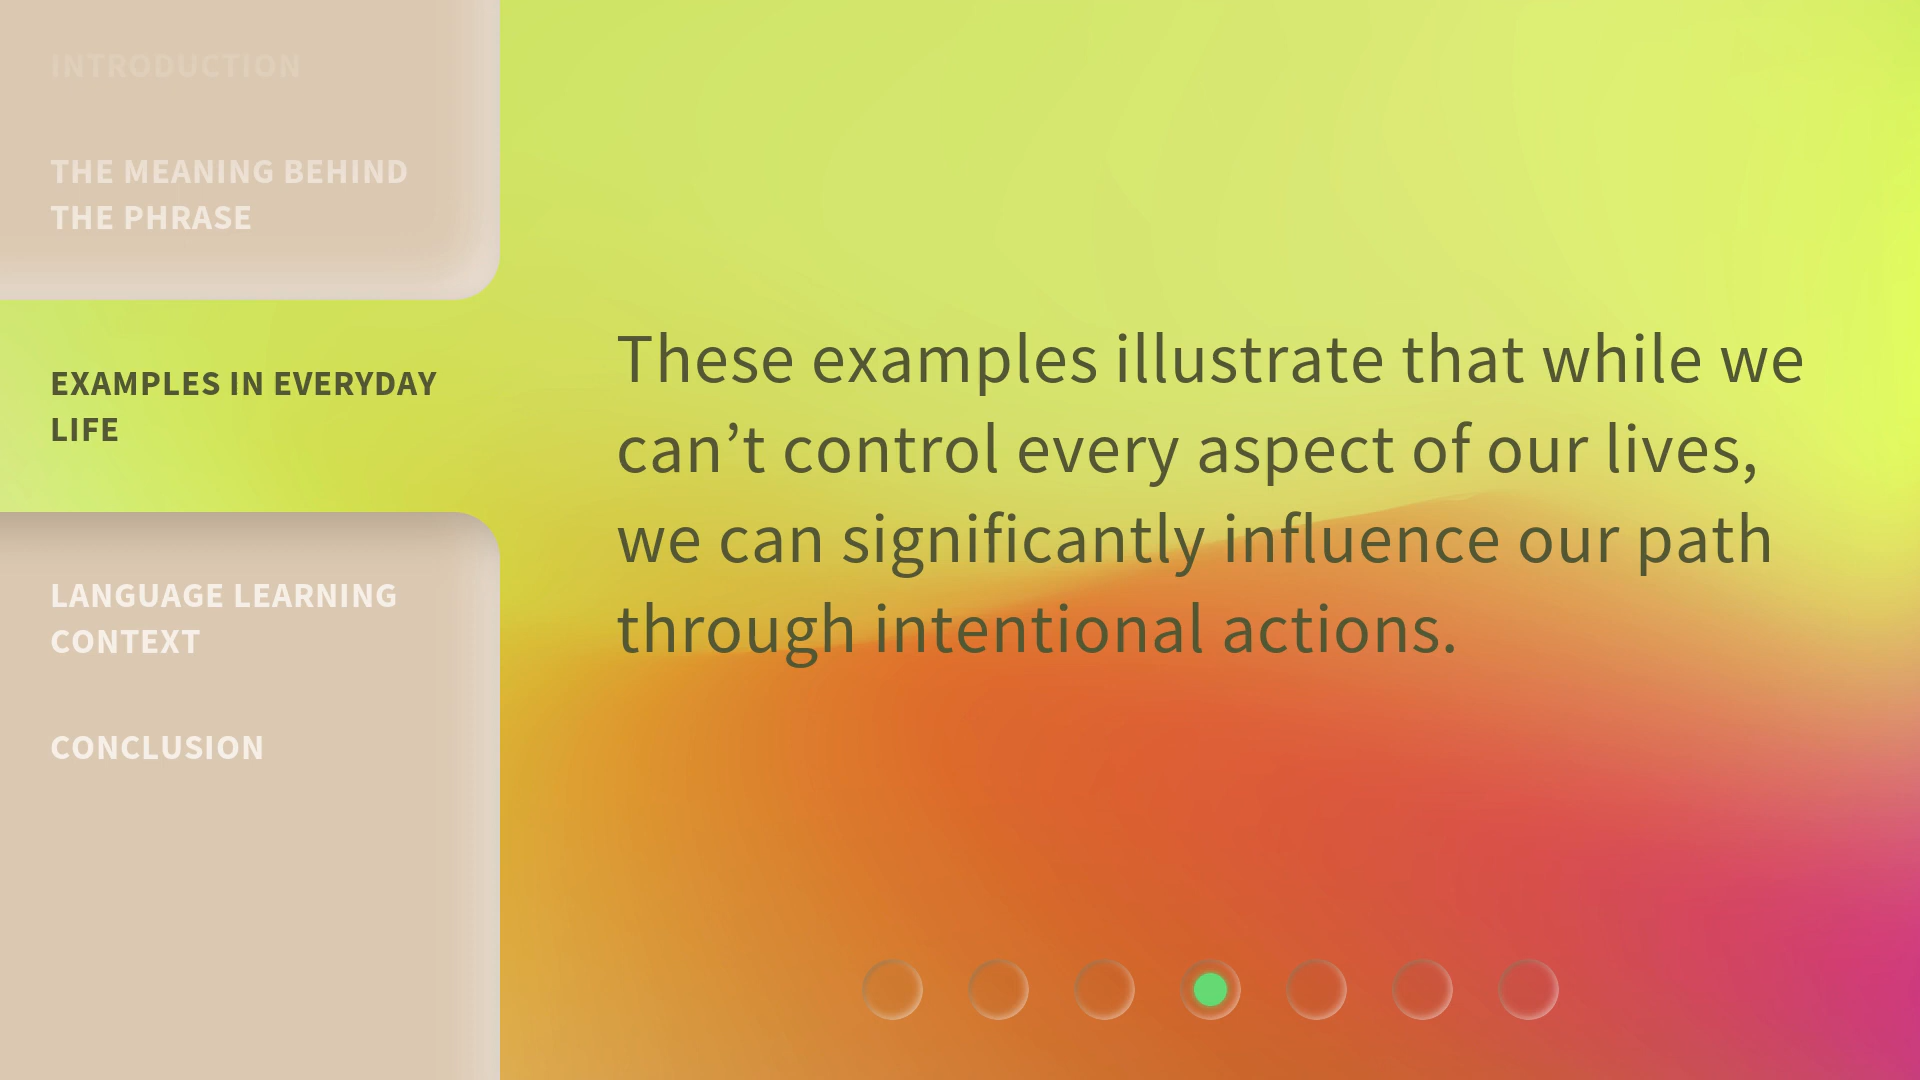 INTRODUCTION
THE MEANING BEHIND
THE PHRASE
EXAMPLES IN EVERYDAY
LIFE
LANGUAGE LEARNING
CONTEXT
CONCLUSION
These examples illustrate that while we
can’t control every aspect of our lives,
we can significantly influence our path
through intentional actions.